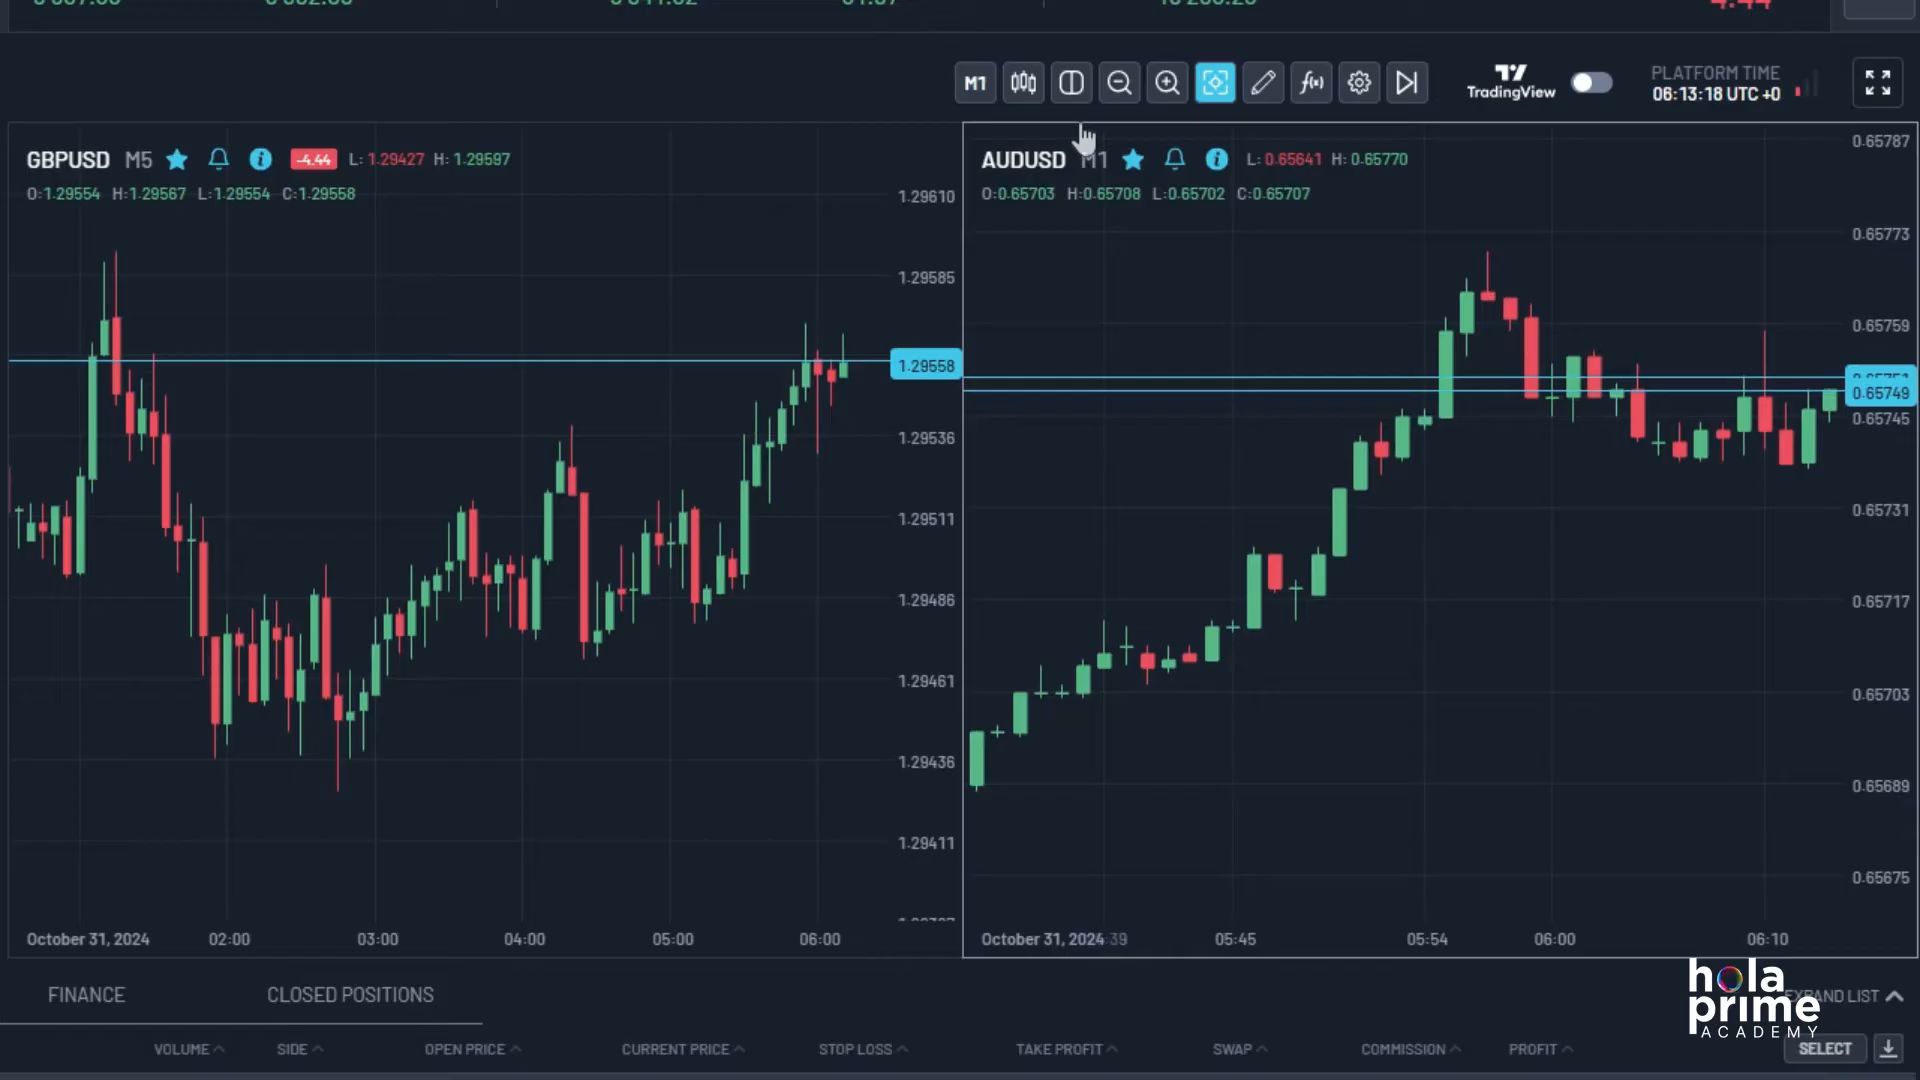 M1
TradingView
PLATFORM TIME
06:13:18 UTC +0
GBPUSD M5 -4.44 L: 1.29427 H: 1.29597
O:1.29554 H:1.29567 L:1.29554 C:1.29558
AUDUSD M1 L: 0.65641 H: 0.65770
O:0.65703 H:0.65708 L:0.65702 C:0.65707
1.29610
1.29585
1.29558
1.29536
1.29511
1.29486
1.29461
1.29436
1.29411
0.65787
0.65773
0.65759
0.65749
0.65745
0.65731
0.65717
0.65703
0.65689
0.65675
October 31, 2024 02:00 03:00 04:00 05:00 06:00
October 31, 2024 :39 05:45 05:54 06:00 06:10
FINANCE CLOSED POSITIONS
EXPAND LIST
hola
prime
ACADEMY
VOLUME SIDE OPEN PRICE CURRENT PRICE STOP LOSS TAKE PROFIT SWAP COMMISSION PROFIT
SELECT